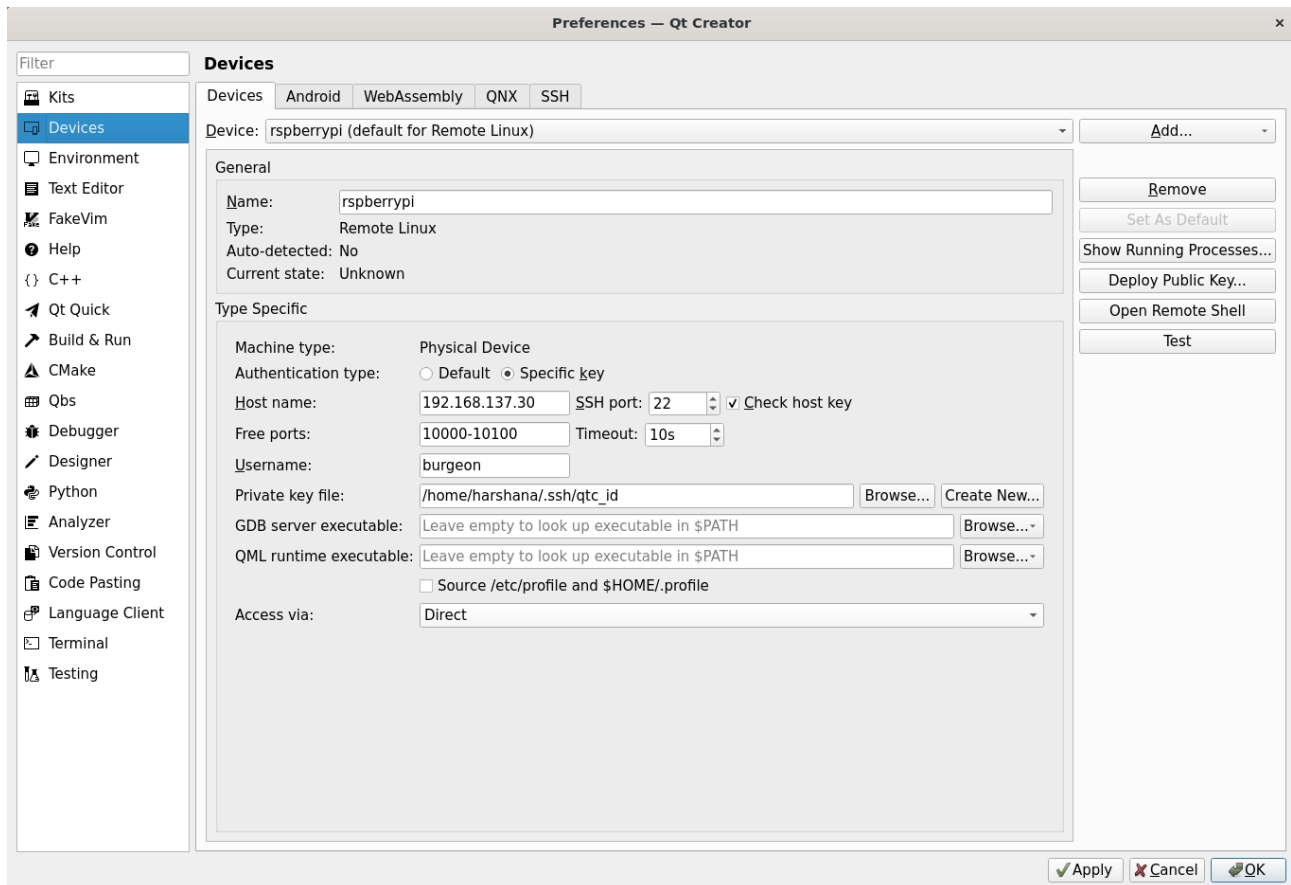 Preferences — Qt Creator
Filter
Kits
Devices
Environment
Text Editor
FakeVim
Help
C++
Qt Quick
Build & Run
CMake
Qbs
Debugger
Designer
Python
Analyzer
Version Control
Code Pasting
Language Client
Terminal
Testing
Devices
Devices Android WebAssembly QNX SSH
Device: rspberrypi (default for Remote Linux)
General
Name: rspberrypi
Type: Remote Linux
Auto-detected: No
Current state: Unknown
Type Specific
Machine type: Physical Device
Authentication type: Default Specific key
Host name: 192.168.137.30 SSH port: 22 Check host key
Free ports: 10000-10100 Timeout: 10s
Username: burgeon
Private key file: /home/harshana/.ssh/qtc_id Browse... Create New...
GDB server executable: Leave empty to look up executable in $PATH Browse...
QML runtime executable: Leave empty to look up executable in $PATH Browse...
Source /etc/profile and $HOME/.profile
Access via: Direct
Add...
Remove
Set As Default
Show Running Processes...
Deploy Public Key...
Open Remote Shell
Test
Apply Cancel OK